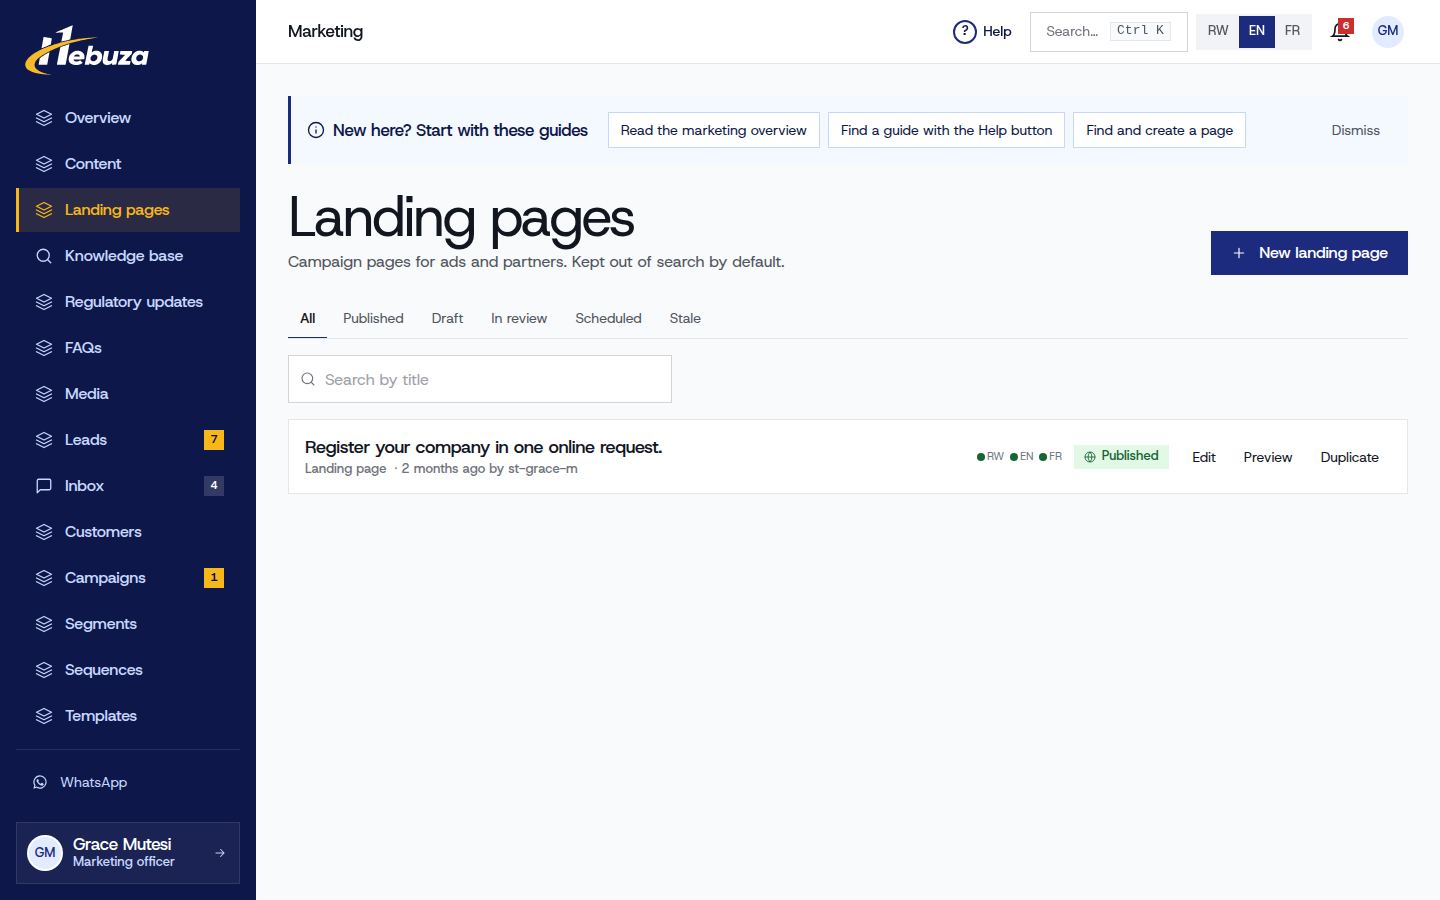 Hebuza
Overview
Content
Landing pages
Knowledge base
Regulatory updates
FAQs
Media
Leads 7
Inbox 4
Customers
Campaigns 1
Segments
Sequences
Templates
WhatsApp
GM Grace Mutesi
Marketing officer
Marketing
? Help
Search... Ctrl K
RW EN FR
6
GM
New here? Start with these guides
Read the marketing overview
Find a guide with the Help button
Find and create a page
Dismiss
Landing pages
Campaign pages for ads and partners. Kept out of search by default.
+ New landing page
All Published Draft In review Scheduled Stale
Search by title
Register your company in one online request.
Landing page · 2 months ago by st-grace-m
RW EN FR Published Edit Preview Duplicate